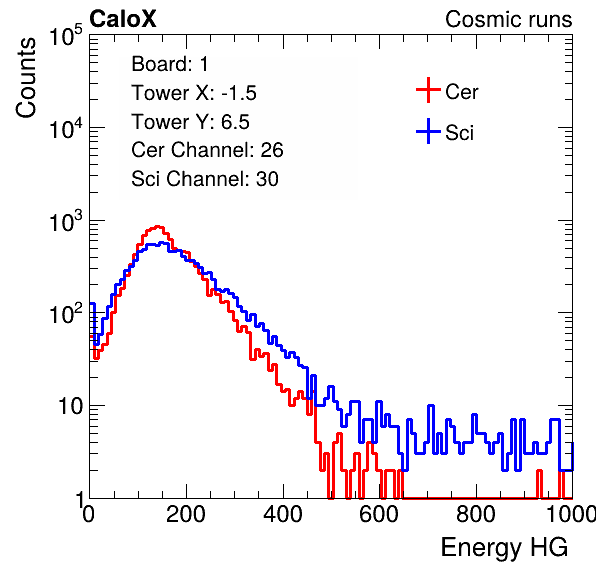 CaloX Cosmic runs
Counts
10^5
10^4
10^3
10^2
10
1
Board: 1
Tower X: -1.5
Tower Y: 6.5
Cer Channel: 26
Sci Channel: 30
Cer
Sci
0 200 400 600 800 1000
Energy HG